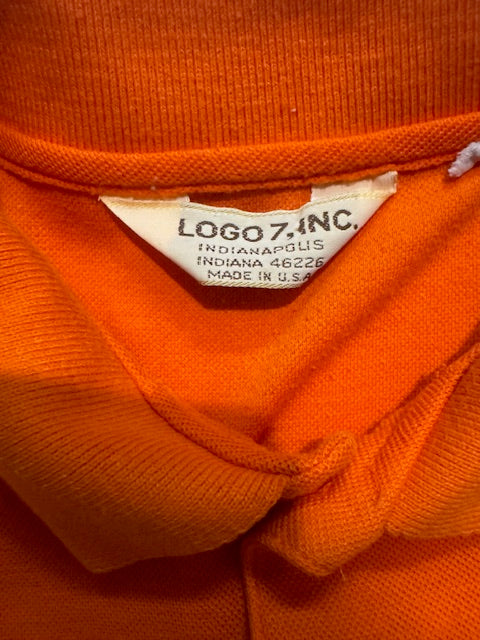 LOGO 7, INC.
INDIANAPOLIS
INDIANA 46226
MADE IN U.S.A